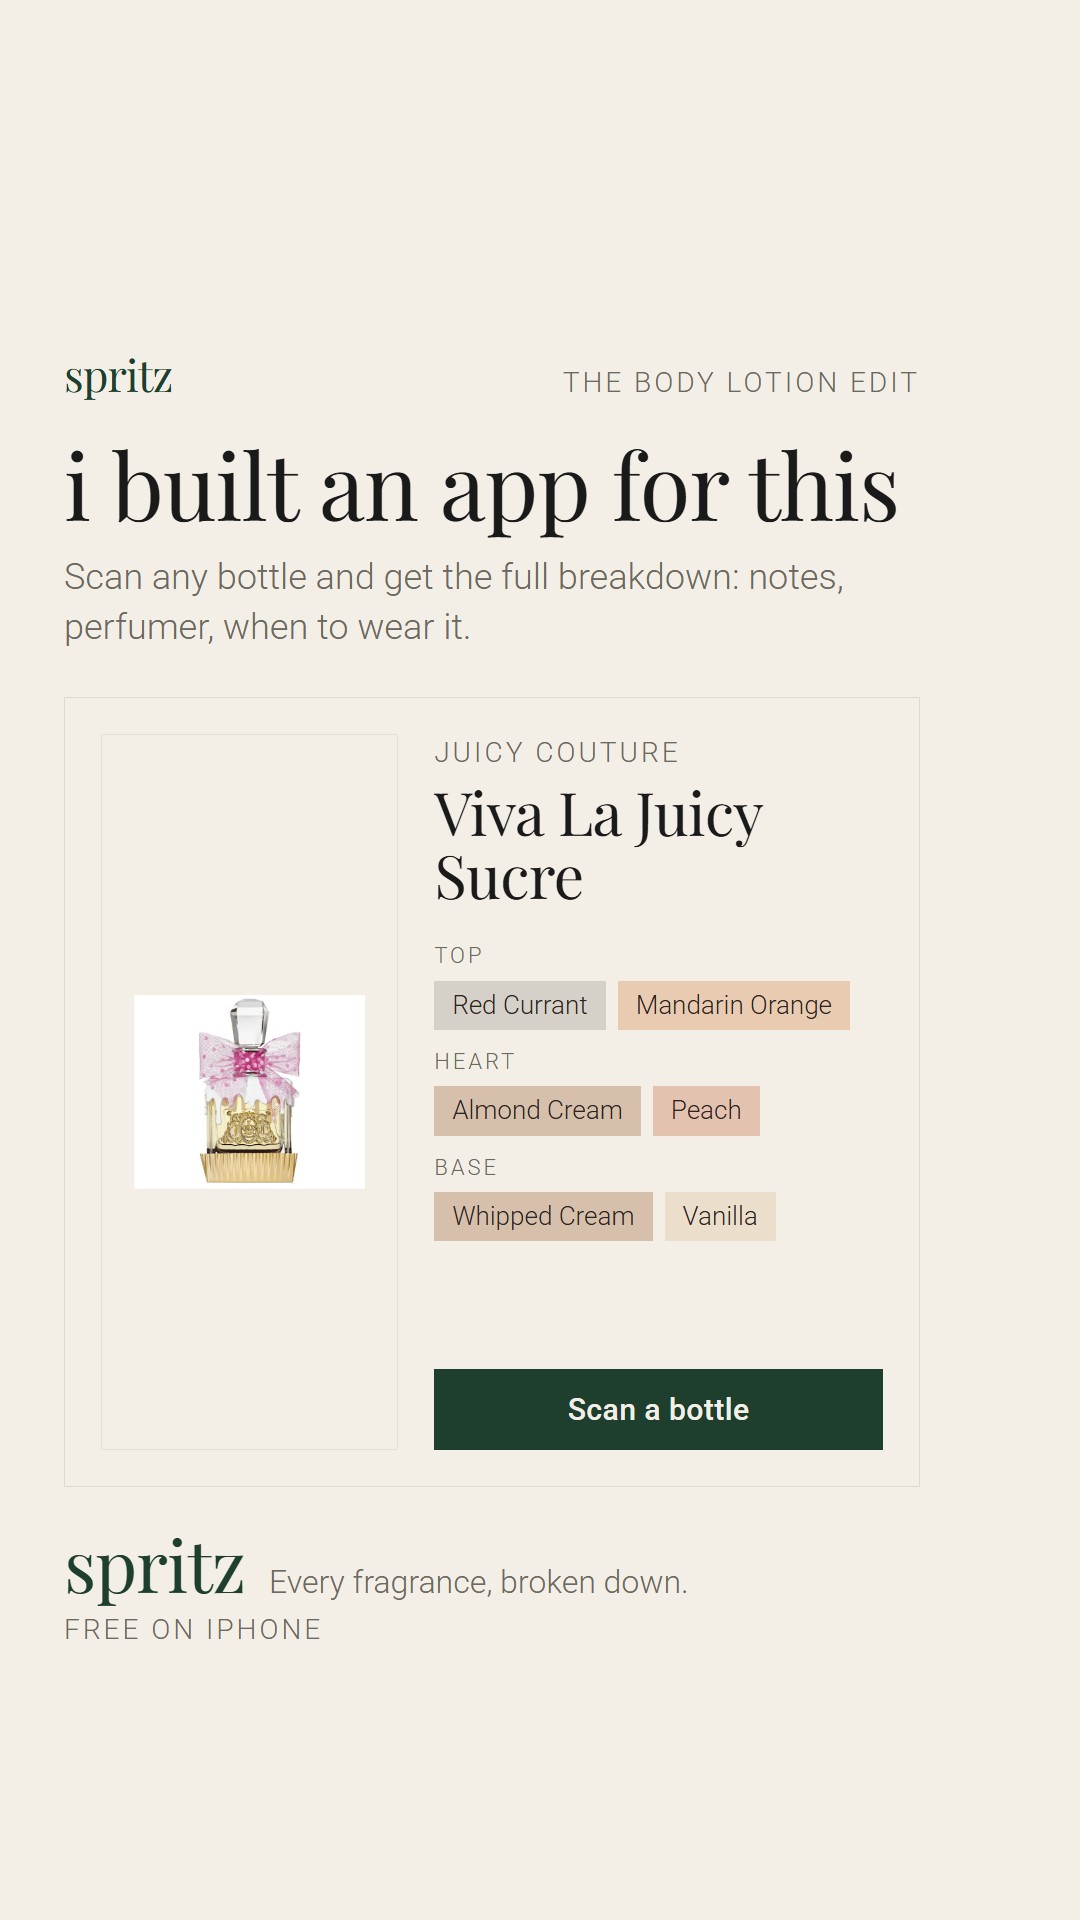 spritz
THE BODY LOTION EDIT
i built an app for this
Scan any bottle and get the full breakdown: notes,
perfumer, when to wear it.
JUICY COUTURE
Viva La Juicy
Sucre
TOP
Red Currant
Mandarin Orange
HEART
Almond Cream
Peach
BASE
Whipped Cream
Vanilla
Scan a bottle
spritz
Every fragrance, broken down.
FREE ON IPHONE